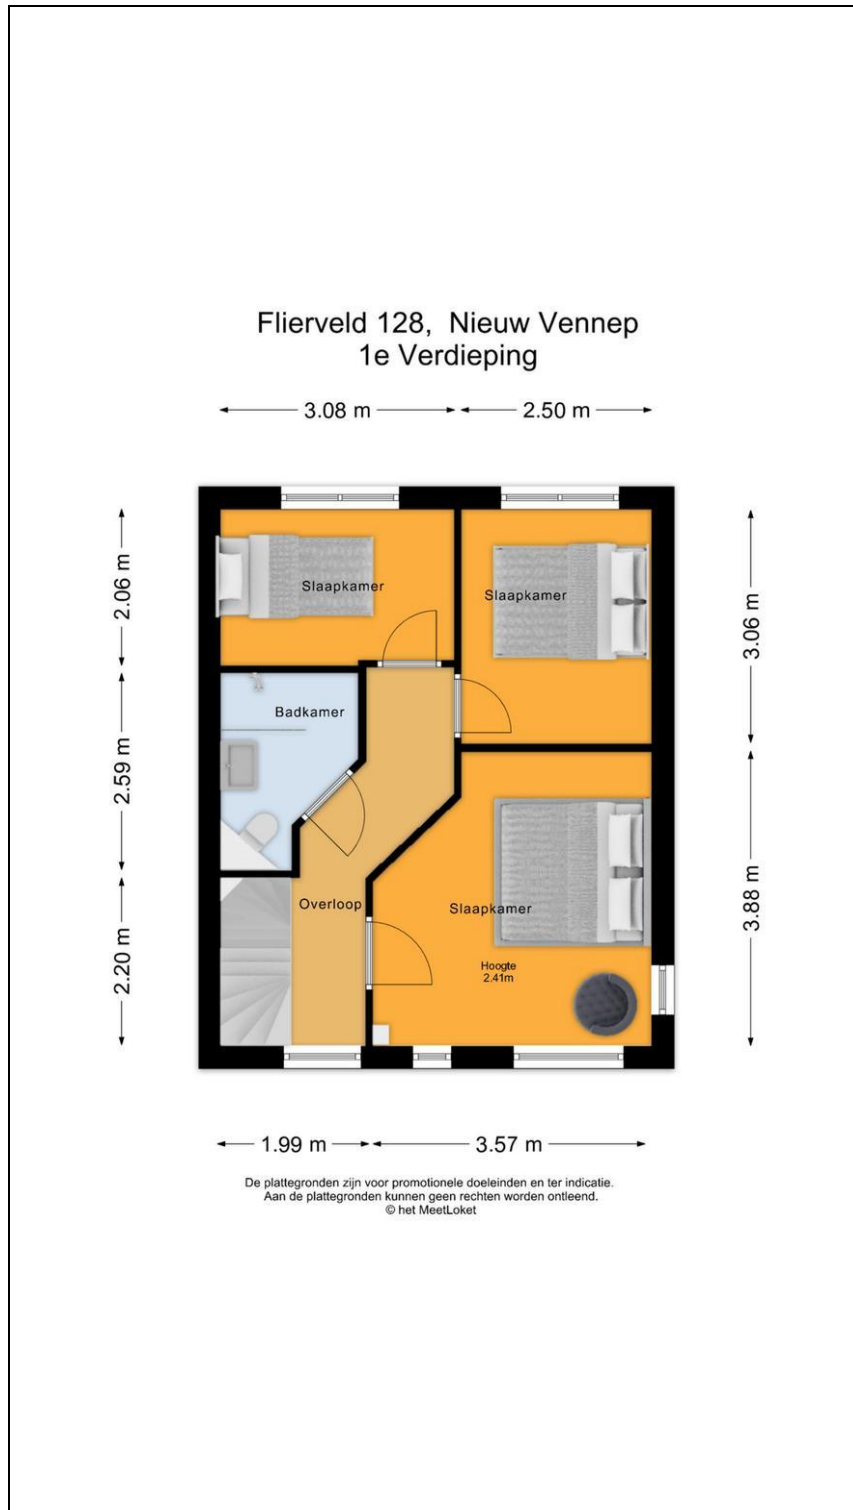 Flierveld 128,  Nieuw Vennep
1e Verdieping
3.08 m
2.50 m
2.06 m
Slaapkamer
Slaapkamer
3.06 m
2.59 m
Badkamer
2.20 m
Overloop
Slaapkamer
3.88 m
Hoogte
2.41m
1.99 m
3.57 m
De plattegronden zijn voor promotionele doeleinden en ter indicatie.
Aan de plattegronden kunnen geen rechten worden ontleend.
© het MeetLoket